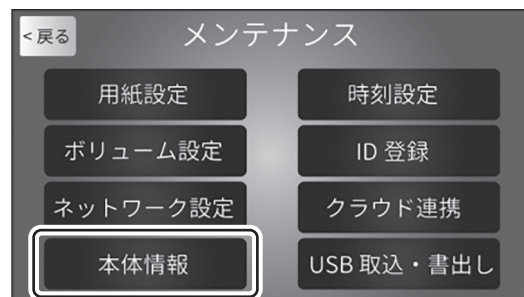 <戻る
メンテナンス
用紙設定
時刻設定
ボリューム設定
ID 登録
ネットワーク設定
クラウド連携
本体情報
USB 取込・書出し